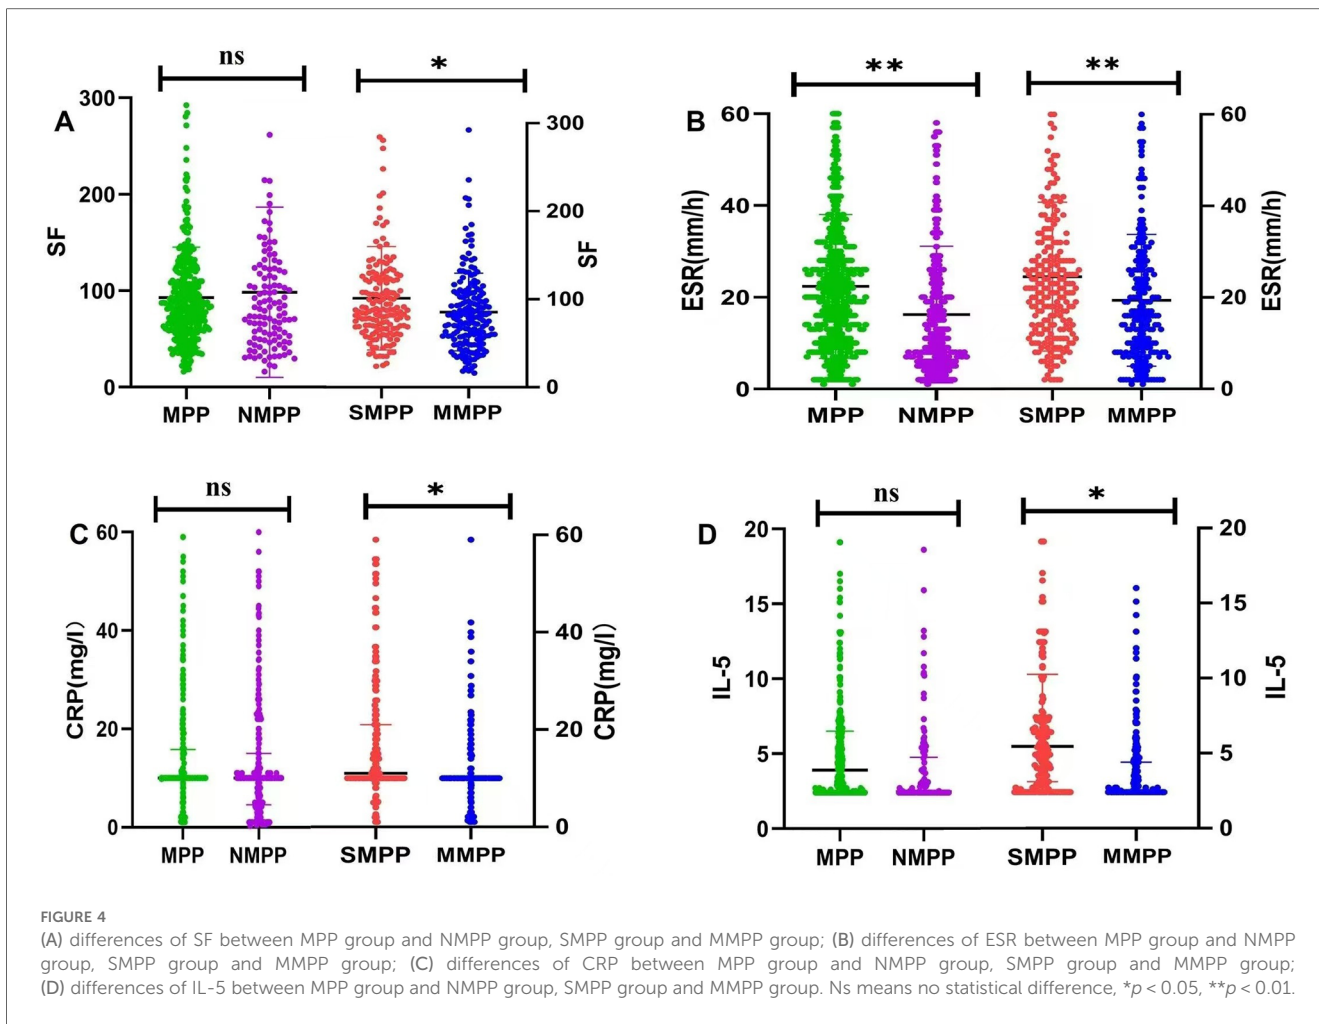 ns
*
A
300
200
100
0
SF
MPP
NMPP
SMPP
MMPP
300
200
100
0
SF
**
**
B
60
40
20
0
ESR(mm/h)
MPP
NMPP
SMPP
MMPP
60
40
20
0
ESR(mm/h)
ns
*
C
60
40
20
0
CRP(mg/l)
MPP
NMPP
SMPP
MMPP
60
40
20
0
CRP(mg/l)
ns
*
D
20
15
10
5
0
IL-5
MPP
NMPP
SMPP
MMPP
20
15
10
5
0
IL-5
FIGURE 4
(A) differences of SF between MPP group and NMPP group, SMPP group and MMPP group; (B) differences of ESR between MPP group and NMPP
group, SMPP group and MMPP group; (C) differences of CRP between MPP group and NMPP group, SMPP group and MMPP group;
(D) differences of IL-5 between MPP group and NMPP group, SMPP group and MMPP group. Ns means no statistical difference, *p < 0.05, **p < 0.01.